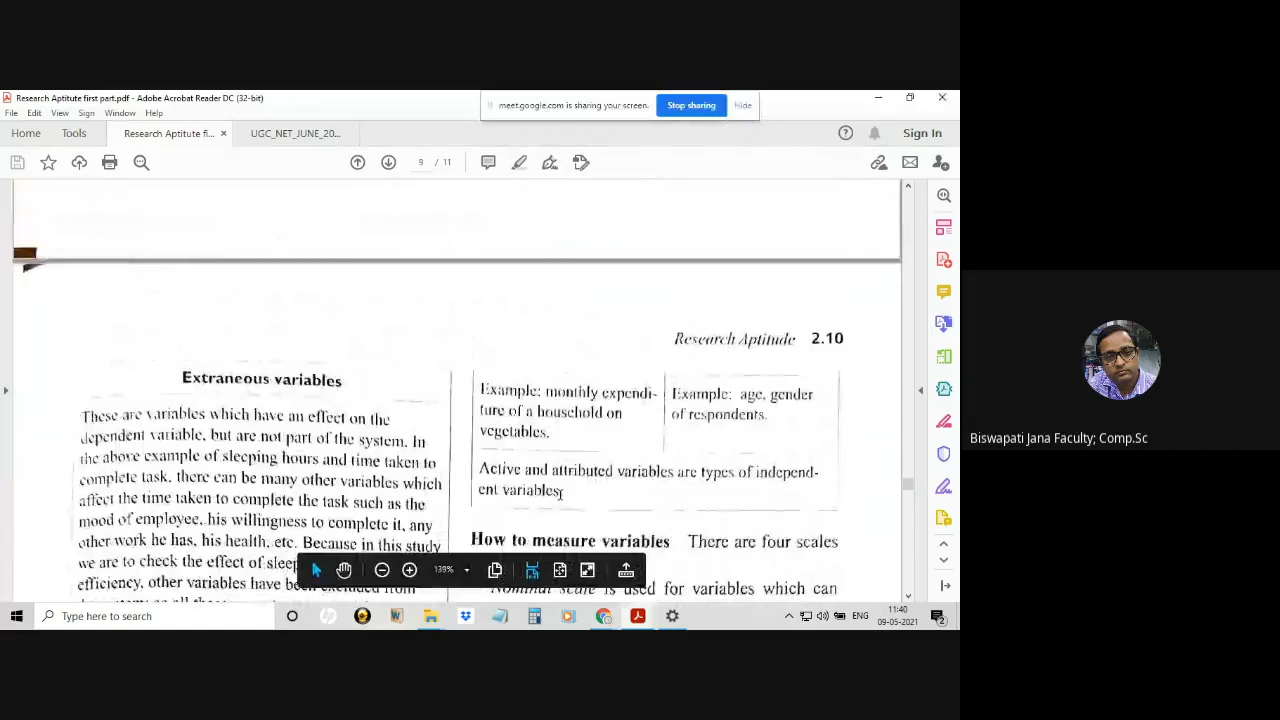 Research Aptitute first part.pdf - Adobe Acrobat Reader DC (32-bit)
meet.google.com is sharing your screen.
Stop sharing
Hide
File Edit View Sign Window Help
Home Tools
Research Aptitute fi... ×
UGC_NET_JUNE_20...
Sign In
9 / 11
Research Aptitude 2.10
Extraneous variables
These are variables which have an effect on the
dependent variable, but are not part of the system. In
the above example of sleeping hours and time taken to
complete task, there can be many other variables which
affect the time taken to complete the task such as the
mood of employee, his willingness to complete it, any
other work he has, his health, etc. Because in this study
we are to check the effect of
efficiency, other variables have been excluded from
Example: monthly expendi-
ture of a household on
vegetables.
Example: age, gender
of respondents.
Active and attributed variables are types of independ-
ent variables
How to measure variables There are four scales
Nominal scale is used for variables which can
139%
Biswapati Jana Faculty; Comp.Sc
Type here to search
ENG
11:40
09-05-2021
2